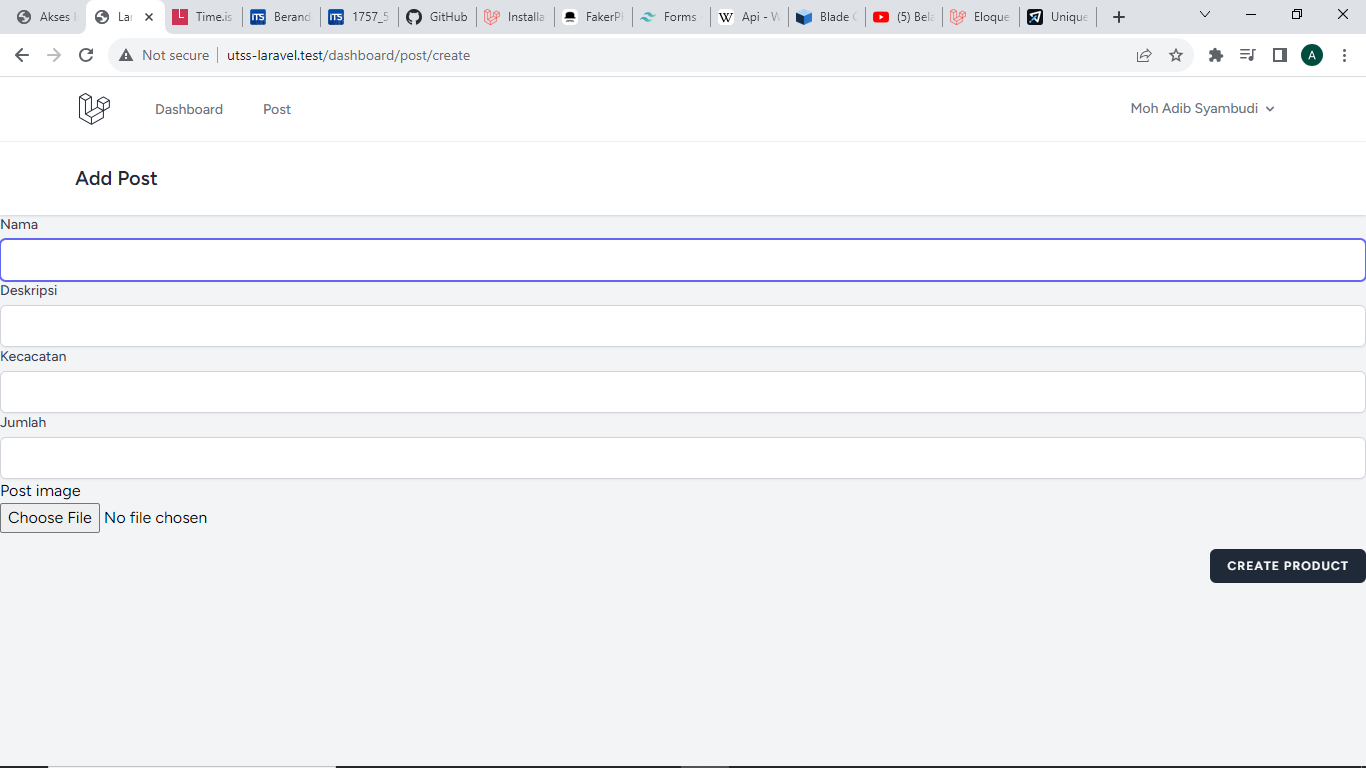 Akses La Time.is Berand 1757_5 GitHub Installa FakerPh Forms Api - W Blade C (5) Bela Eloque Unique
Not secure utss-laravel.test/dashboard/post/create A
Dashboard Post Moh Adib Syambudi
Add Post
Nama
Deskripsi
Kecacatan
Jumlah
Post image
Choose File No file chosen
CREATE PRODUCT